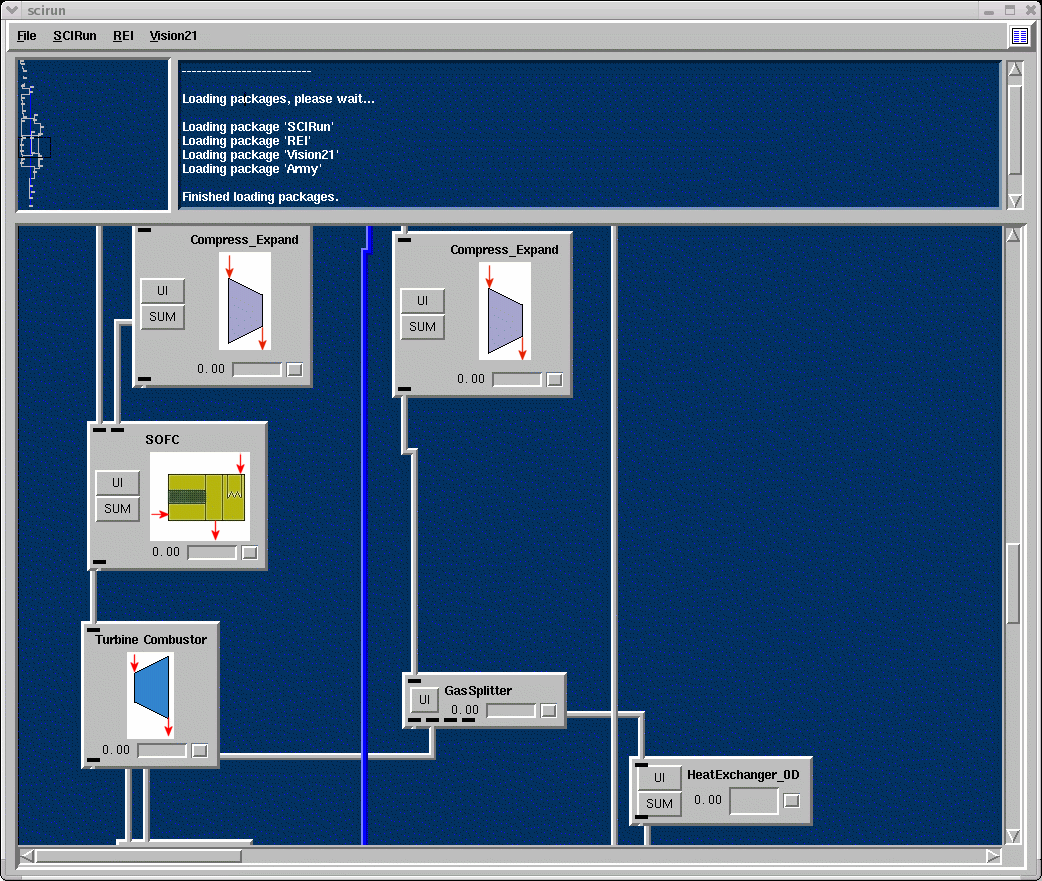 scirun
File SCIRun REI Vision21
--------------------------
Loading packages, please wait...
Loading package 'SCIRun'
Loading package 'REI'
Loading package 'Vision21'
Loading package 'Army'
Finished loading packages.
Compress_Expand
UI
SUM
0.00
Compress_Expand
UI
SUM
0.00
SOFC
UI
SUM
0.00
Turbine Combustor
0.00
GasSplitter
UI
0.00
HeatExchanger_0D
UI
SUM
0.00